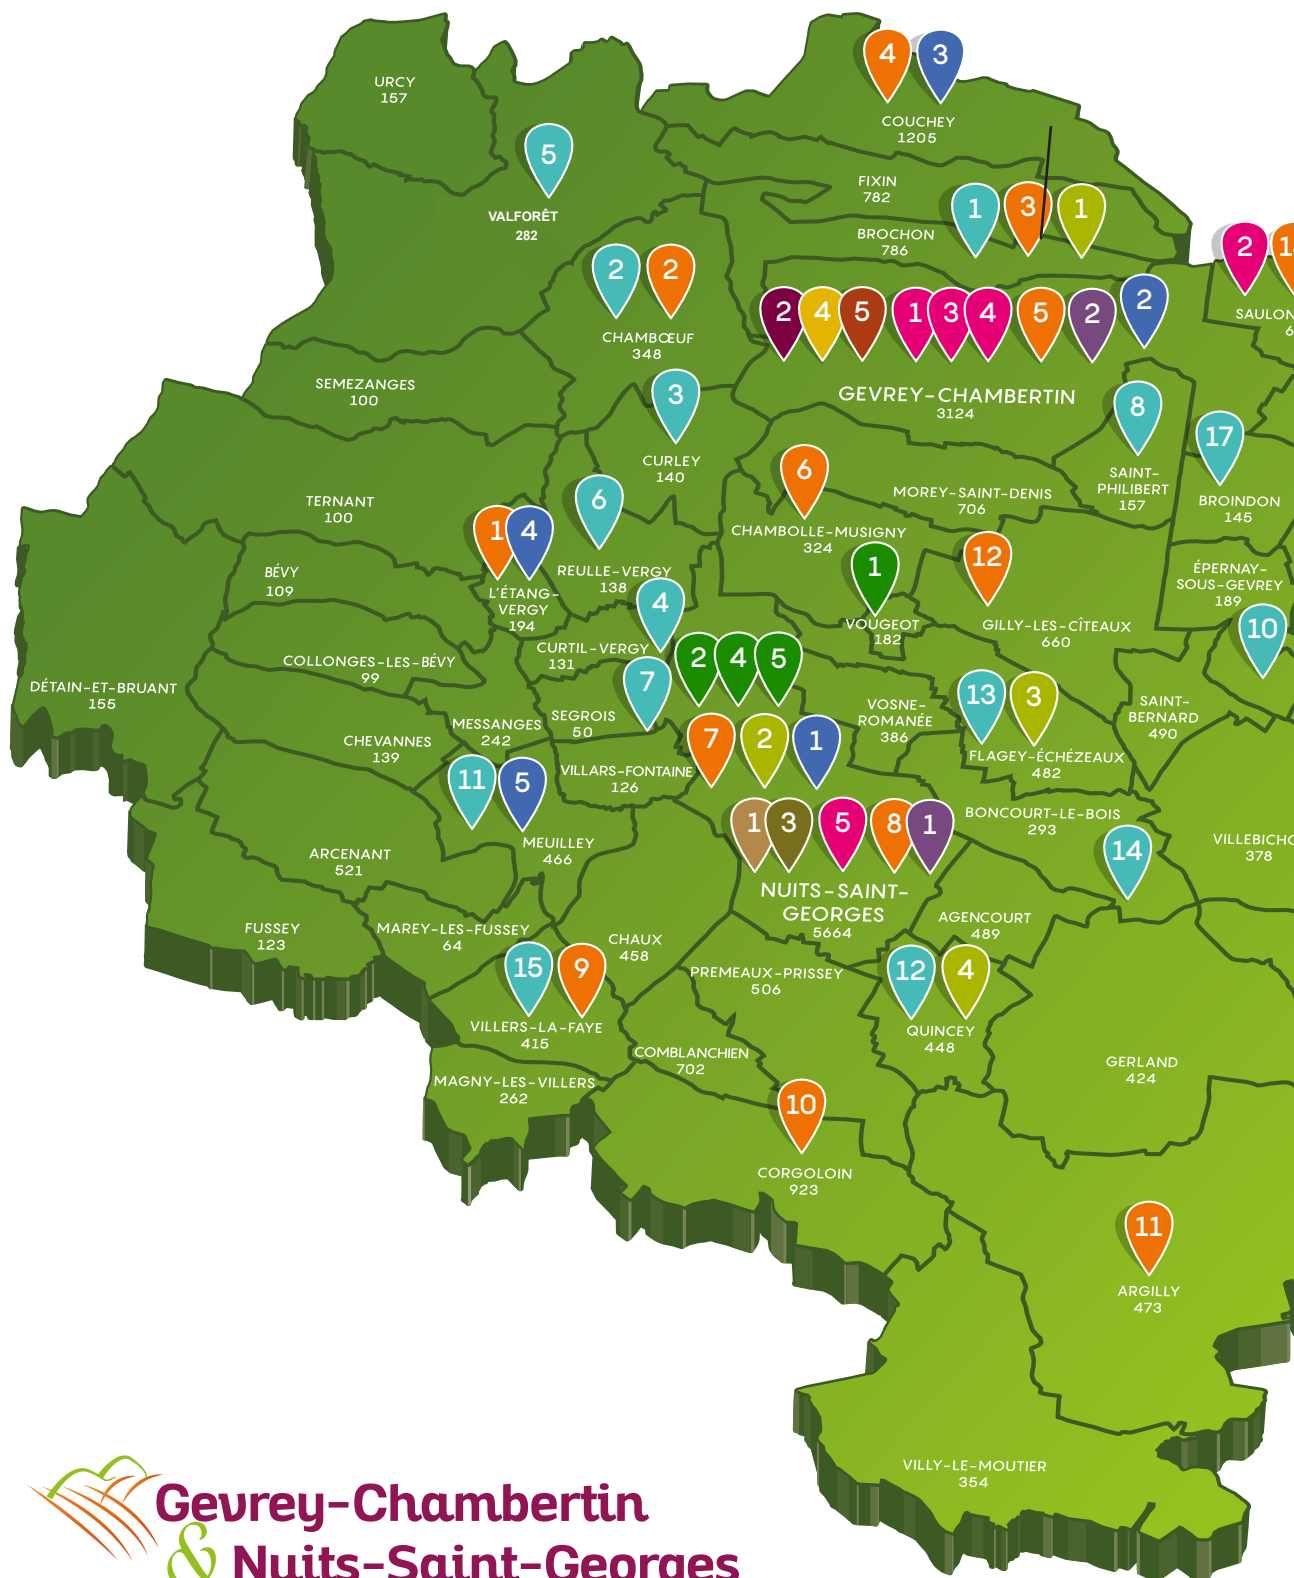 4 3
COUCHEY
1205
URCY
157
5
VALFORÊT
282
FIXIN
782
1 3 1
BROCHON
786
2 2
CHAMBŒUF
348
2 4 5 1 3 4 5 2 2
GEVREY-CHAMBERTIN
3124
2 1
SAULON
6
SEMEZANGES
100
3
CURLEY
140
8
SAINT-
PHILIBERT
157
17
BROINDON
145
6
CHAMBOLLE-MUSIGNY
324
MOREY-SAINT-DENIS
706
TERNANT
100
1 4
L'ÉTANG-
VERGY
194
6
REULLE-VERGY
138
BÉVY
109
1
VOUGEOT
182
12
GILLY-LES-CÎTEAUX
660
ÉPERNAY-
SOUS-GEVREY
189
10
4
CURTIL-VERGY
131
COLLONGES-LES-BÉVY
99
DÉTAIN-ET-BRUANT
155
7
SEGROIS
50
2 4 5
7 2 1
VOSNE-
ROMANÉE
386
13 3
FLAGEY-ÉCHÉZEAUX
482
SAINT-
BERNARD
490
CHEVANNES
139
MESSANGES
242
VILLARS-FONTAINE
126
11 5
MEUILLEY
466
1 3 5 8 1
NUITS-SAINT-
GEORGES
5664
BONCOURT-LE-BOIS
293
14
VILLEBICHO
378
ARCENANT
521
AGENCOURT
489
FUSSEY
123
MAREY-LES-FUSSEY
64
CHAUX
458
15 9
VILLERS-LA-FAYE
415
PREMEAUX-PRISSEY
506
12 4
QUINCEY
448
COMBLANCHIEN
702
GERLAND
424
MAGNY-LES-VILLERS
262
10
CORGOLOIN
923
11
ARGILLY
473
VILLY-LE-MOUTIER
354
Gevrey-Chambertin
& Nuits-Saint-Georges